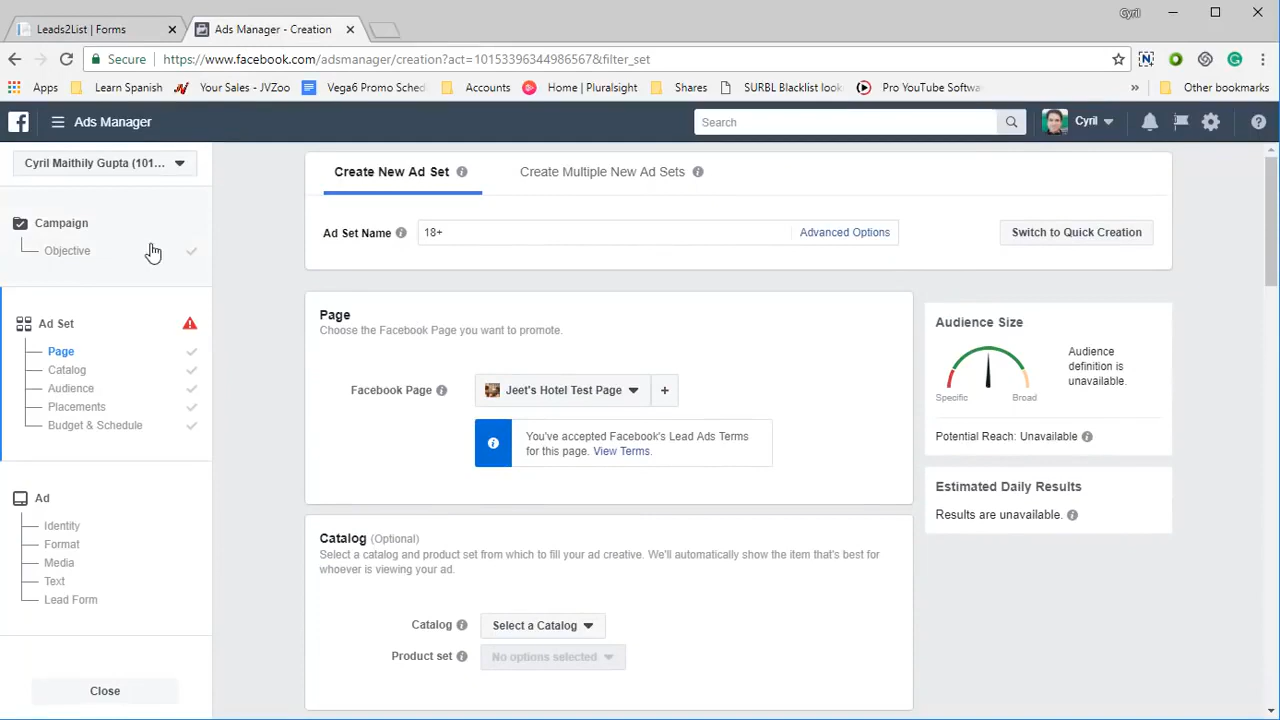 Leads2List | Forms
Ads Manager - Creation
Cyril
Secure
https://www.facebook.com/adsmanager/creation?act=10153396344986567&filter_set
Apps
Learn Spanish
Your Sales - JVZoo
Vega6 Promo Sched
Accounts
Home | Pluralsight
Shares
SURBL Blacklist look
Pro YouTube Softwa
Other bookmarks
Ads Manager
Search
Cyril
Cyril Maithily Gupta (101...
Campaign
Objective
Ad Set
Page
Catalog
Audience
Placements
Budget & Schedule
Ad
Identity
Format
Media
Text
Lead Form
Close
Create New Ad Set
Create Multiple New Ad Sets
Ad Set Name
18+
Advanced Options
Switch to Quick Creation
Page
Choose the Facebook Page you want to promote.
Facebook Page
Jeet's Hotel Test Page
+
You've accepted Facebook's Lead Ads Terms
for this page. View Terms.
Catalog (Optional)
Select a catalog and product set from which to fill your ad creative. We'll automatically show the item that's best for
whoever is viewing your ad.
Catalog
Select a Catalog
Product set
No options selected
Audience Size
Specific
Broad
Audience
definition is
unavailable.
Potential Reach: Unavailable
Estimated Daily Results
Results are unavailable.